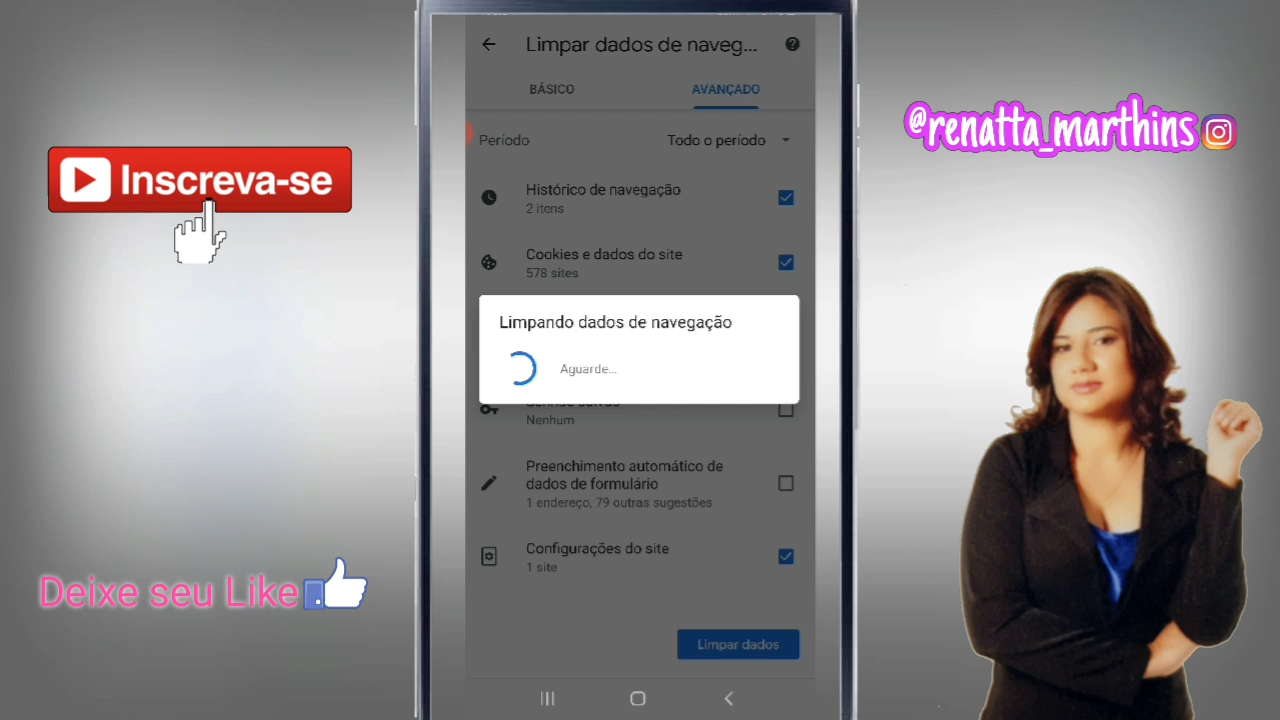 Limpar dados de naveg...
BÁSICO
AVANÇADO
Período
Todo o período
Histórico de navegação
2 itens
Cookies e dados do site
578 sites
Limpando dados de navegação
Aguarde...
Nenhum
Preenchimento automático de
dados de formulário
1 endereço, 79 outras sugestões
Configurações do site
1 site
Limpar dados
Inscreva-se
Deixe seu Like
@renatta_marthins